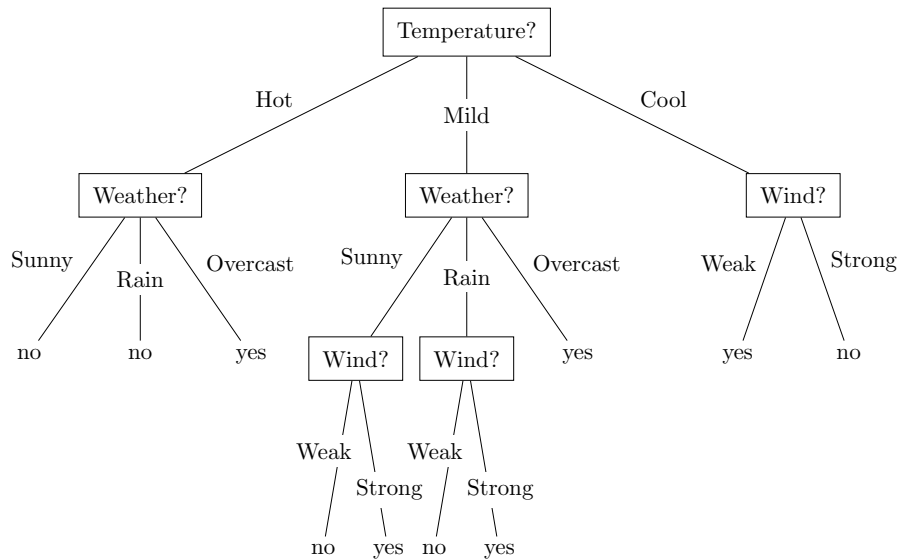 Temperature?
Hot
Mild
Cool
Weather?
Weather?
Wind?
Sunny
Rain
Overcast
Sunny
Rain
Overcast
Weak
Strong
no
no
yes
Wind?
Wind?
yes
yes
no
Weak
Strong
Weak
Strong
no
yes
no
yes